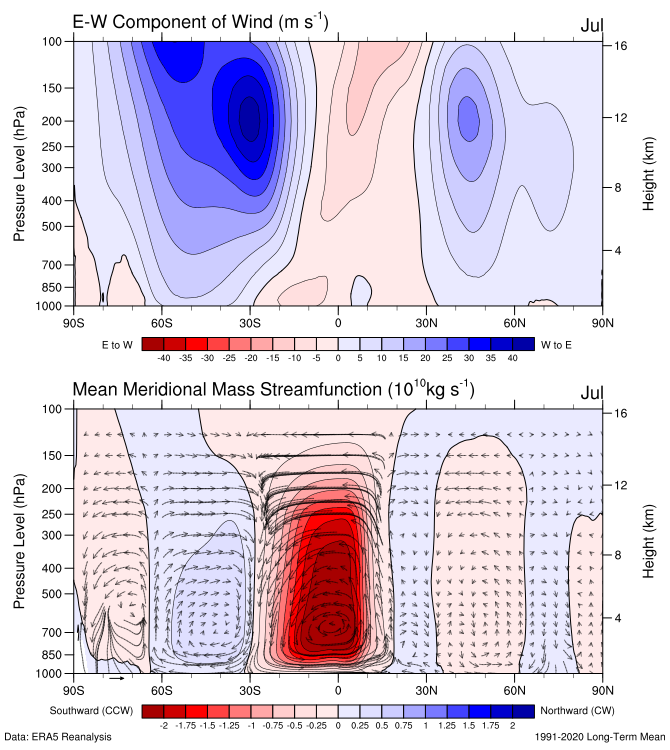 E-W Component of Wind (m s⁻¹)
Jul
Pressure Level (hPa)
100
150
200
250
300
400
500
700
850
1000
16
12
8
4
Height (km)
90S 60S 30S 0 30N 60N 90N
E to W
W to E
-40 -35 -30 -25 -20 -15 -10 -5 0 5 10 15 20 25 30 35 40
Mean Meridional Mass Streamfunction (10¹⁰kg s⁻¹)
Jul
Pressure Level (hPa)
100
150
200
250
300
400
500
700
850
1000
16
12
8
4
Height (km)
90S 60S 30S 0 30N 60N 90N
Southward (CCW)
Northward (CW)
-2 -1.75 -1.5 -1.25 -1 -0.75 -0.5 -0.25 0 0.25 0.5 0.75 1 1.25 1.5 1.75 2
Data: ERA5 Reanalysis
1991-2020 Long-Term Mean